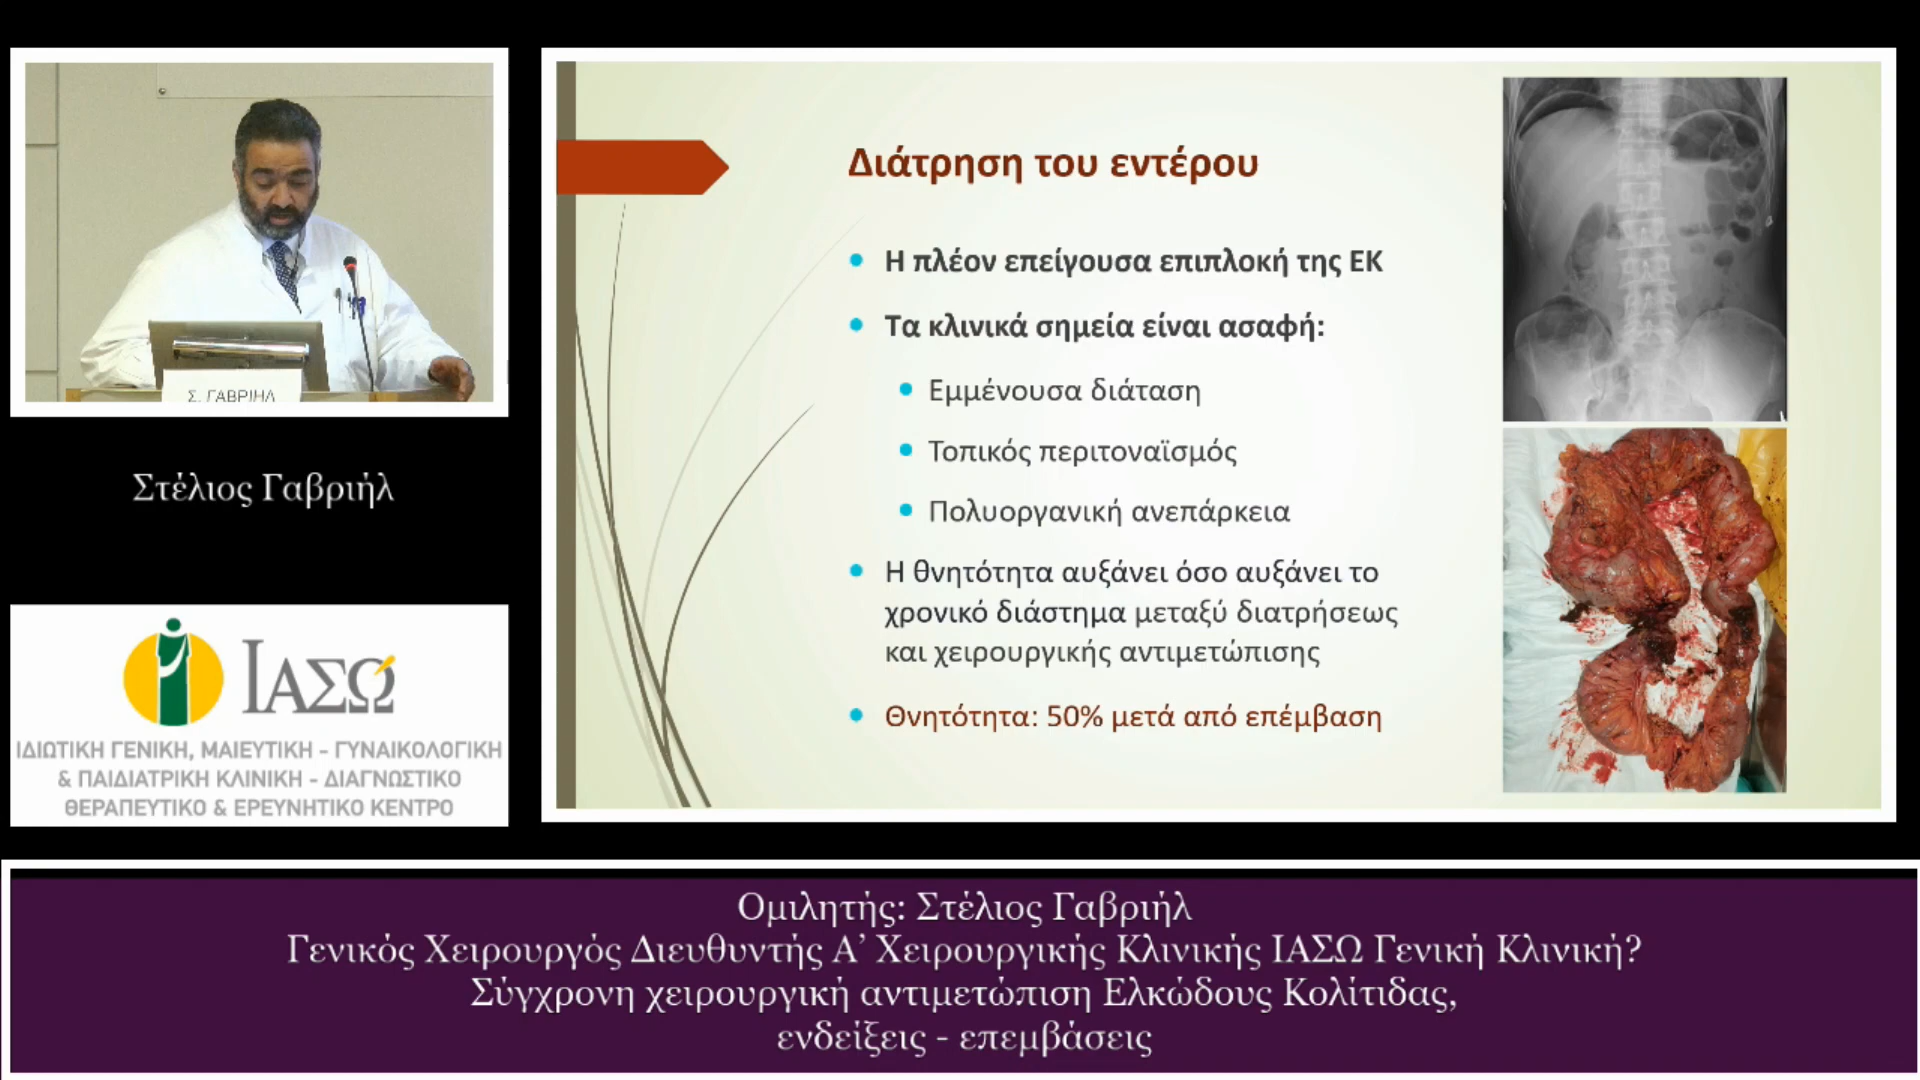 Σ. ΓΑΒΡΙΗΛ
Στέλιος Γαβριήλ
ΙΑΣΩ
ΙΔΙΩΤΙΚΗ ΓΕΝΙΚΗ, ΜΑΙΕΥΤΙΚΗ - ΓΥΝΑΙΚΟΛΟΓΙΚΗ
& ΠΑΙΔΙΑΤΡΙΚΗ ΚΛΙΝΙΚΗ - ΔΙΑΓΝΩΣΤΙΚΟ
ΘΕΡΑΠΕΥΤΙΚΟ & ΕΡΕΥΝΗΤΙΚΟ ΚΕΝΤΡΟ
Διάτρηση του εντέρου
Η πλέον επείγουσα επιπλοκή της ΕΚ
Τα κλινικά σημεία είναι ασαφή:
Εμμένουσα διάταση
Τοπικός περιτοναϊσμός
Πολυοργανική ανεπάρκεια
Η θνητότητα αυξάνει όσο αυξάνει το
χρονικό διάστημα μεταξύ διατρήσεως
και χειρουργικής αντιμετώπισης
Θνητότητα: 50% μετά από επέμβαση
Ομιλητής: Στέλιος Γαβριήλ
Γενικός Χειρουργός Διευθυντής Α’ Χειρουργικής Κλινικής ΙΑΣΩ Γενική Κλινική?
Σύγχρονη χειρουργική αντιμετώπιση Ελκώδους Κολίτιδας,
ενδείξεις - επεμβάσεις